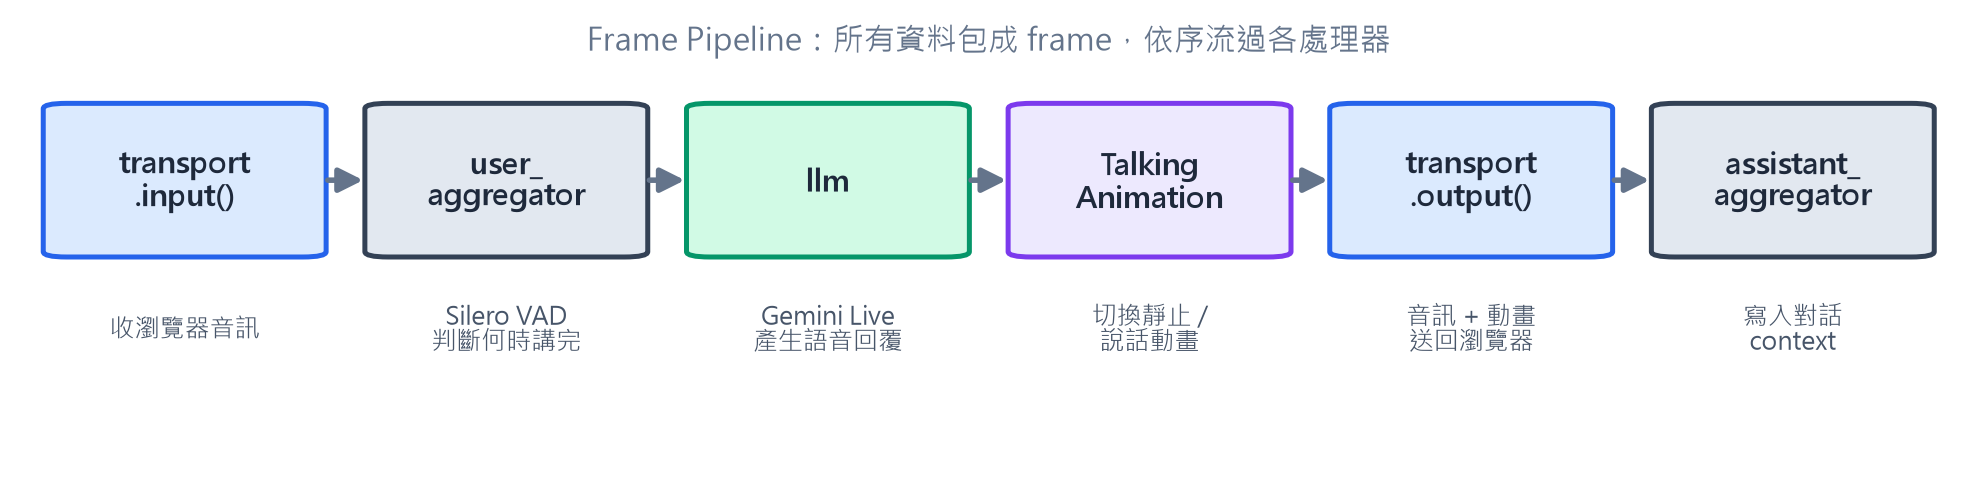 Frame Pipeline：所有資料包成 frame，依序流過各處理器
transport
.input()
user_
aggregator
llm
Talking
Animation
transport
.output()
assistant_
aggregator
收瀏覽器音訊
Silero VAD
判斷何時講完
Gemini Live
產生語音回覆
切換靜止 /
說話動畫
音訊 + 動畫
送回瀏覽器
寫入對話
context